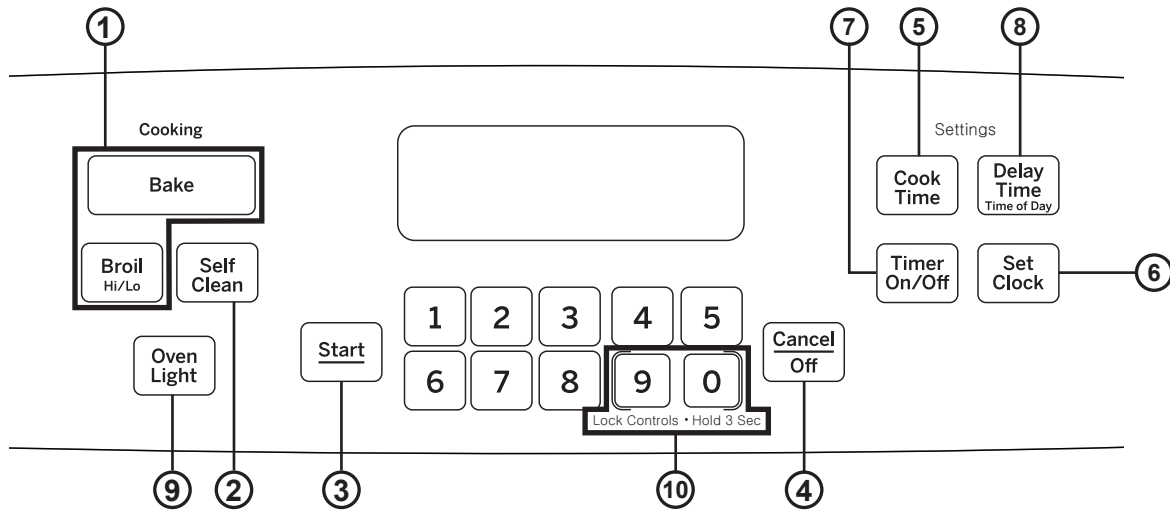 1
7
5
8
Cooking
Settings
Bake
Cook
Time
Delay
Time
Time of Day
Broil
Hi/Lo
Self
Clean
Timer
On/Off
Set
Clock
6
1 2 3 4 5
Oven
Light
Start
Cancel
Off
6 7 8 9 0
Lock Controls • Hold 3 Sec
9
2
3
10
4